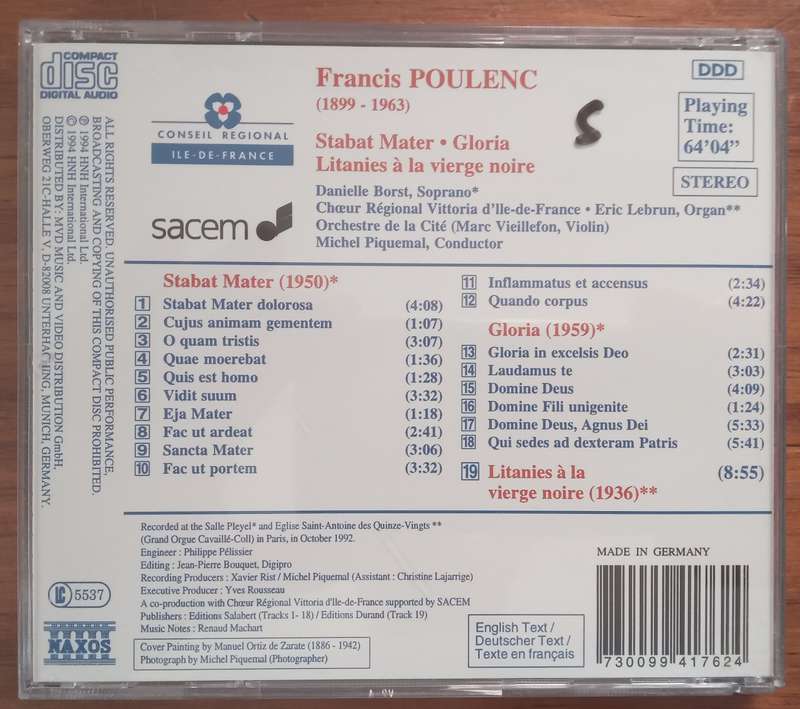 COMPACT
disc
DIGITAL AUDIO
ALL RIGHTS RESERVED. UNAUTHORISED PUBLIC PERFORMANCE,
BROADCASTING AND COPYING OF THIS COMPACT DISC PROHIBITED.
℗ 1994 HNH International Ltd.
© 1994 HNH International Ltd.
DISTRIBUTED BY: MVD MUSIC AND VIDEO DISTRIBUTION GmbH,
OBERWEG 21C-HALLE V, D-82008 UNTERHACHING, MUNICH, GERMANY.
CONSEIL REGIONAL
ILE-DE-FRANCE
sacem
Francis POULENC
(1899 - 1963)
Stabat Mater • Gloria
Litanies à la vierge noire
Danielle Borst, Soprano*
Chœur Régional Vittoria d'Ile-de-France • Eric Lebrun, Organ**
Orchestre de la Cité (Marc Vieillefon, Violin)
Michel Piquemal, Conductor
S
DDD
Playing
Time:
64'04"
STEREO
Stabat Mater (1950)*
1 Stabat Mater dolorosa (4:08)
2 Cujus animam gementem (1:07)
3 O quam tristis (3:07)
4 Quae moerebat (1:36)
5 Quis est homo (1:28)
6 Vidit suum (3:32)
7 Eja Mater (1:18)
8 Fac ut ardeat (2:41)
9 Sancta Mater (3:06)
10 Fac ut portem (3:32)
11 Inflammatus et accensus (2:34)
12 Quando corpus (4:22)
Gloria (1959)*
13 Gloria in excelsis Deo (2:31)
14 Laudamus te (3:03)
15 Domine Deus (4:09)
16 Domine Fili unigenite (1:24)
17 Domine Deus, Agnus Dei (5:33)
18 Qui sedes ad dexteram Patris (5:41)
19 Litanies à la (8:55)
vierge noire (1936)**
Recorded at the Salle Pleyel* and Eglise Saint-Antoine des Quinze-Vingts **
(Grand Orgue Cavaillé-Coll) in Paris, in October 1992.
Engineer : Philippe Pélissier
Editing : Jean-Pierre Bouquet, Digipro
Recording Producers : Xavier Rist / Michel Piquemal (Assistant : Christine Lajarrige)
Executive Producer : Yves Rousseau
A co-production with Chœur Régional Vittoria d'Ile-de-France supported by SACEM
Publishers : Editions Salabert (Tracks 1- 18) / Editions Durand (Track 19)
Music Notes : Renaud Machart
Cover Painting by Manuel Ortiz de Zarate (1886 - 1942)
Photograph by Michel Piquemal (Photographer)
LC 5537
NAXOS
English Text /
Deutscher Text /
Texte en français
MADE IN GERMANY
7 30099 41762 4